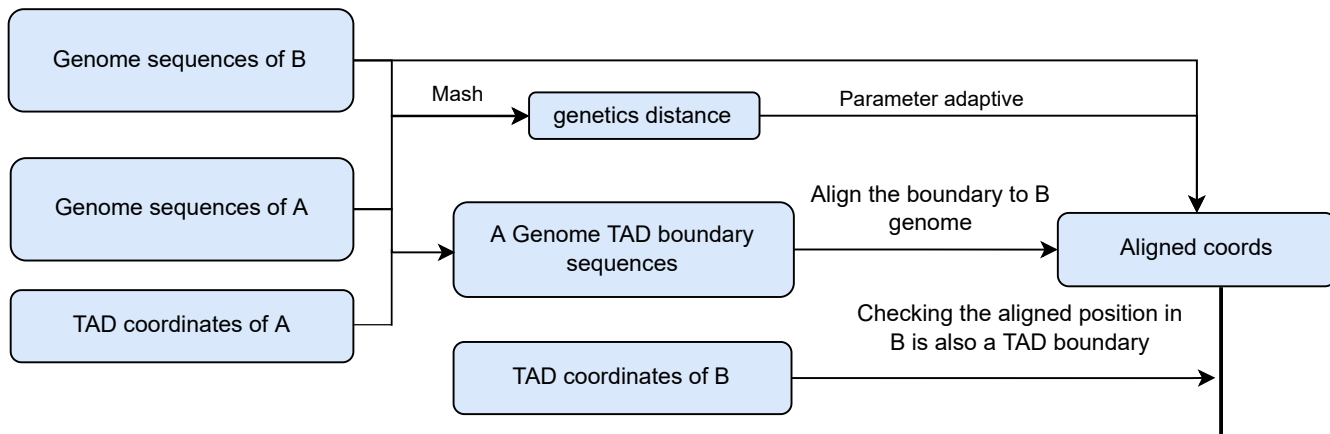 Genome sequences of B
Mash
genetics distance
Parameter adaptive
Genome sequences of A
A Genome TAD boundary
sequences
Align the boundary to B
genome
Aligned coords
TAD coordinates of A
TAD coordinates of B
Checking the aligned position in
B is also a TAD boundary